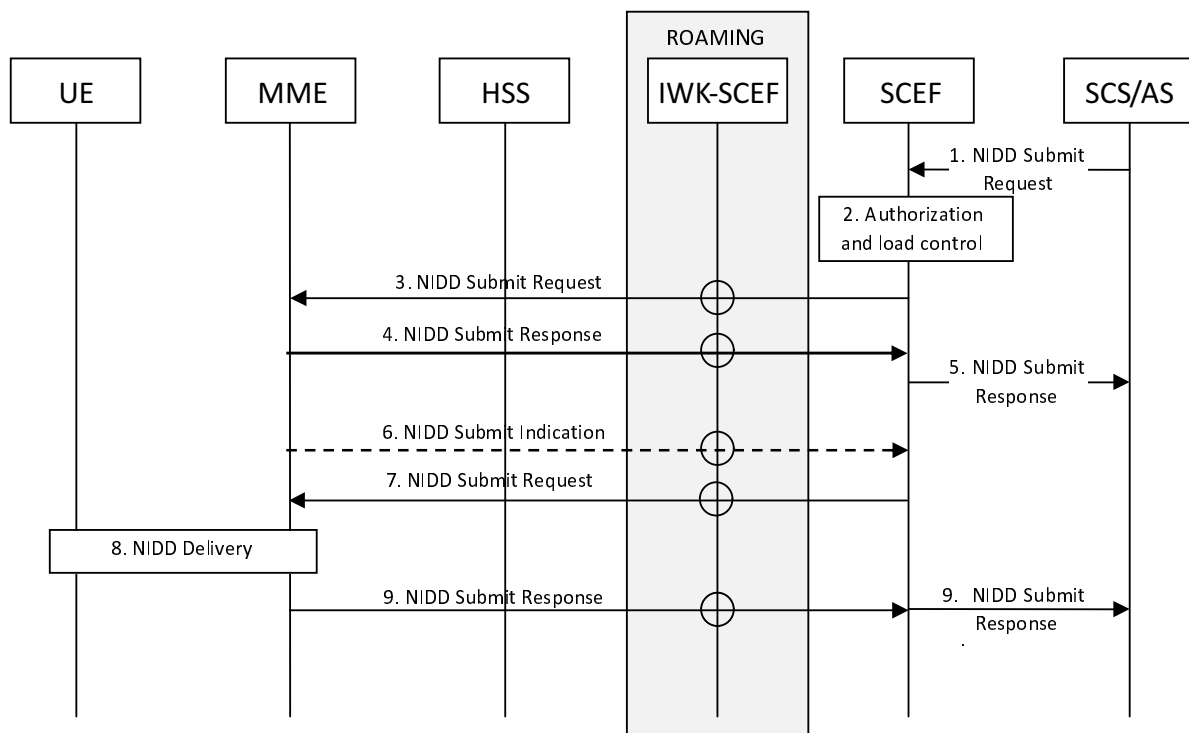 ROAMING
UE
MME
HSS
IWK-SCEF
SCEF
SCS/AS
1. NIDD Submit
Request
2. Authorization
and load control
3. NIDD Submit Request
4. NIDD Submit Response
5. NIDD Submit
Response
6. NIDD Submit Indication
7. NIDD Submit Request
8. NIDD Delivery
9. NIDD Submit Response
9. NIDD Submit
Response
.